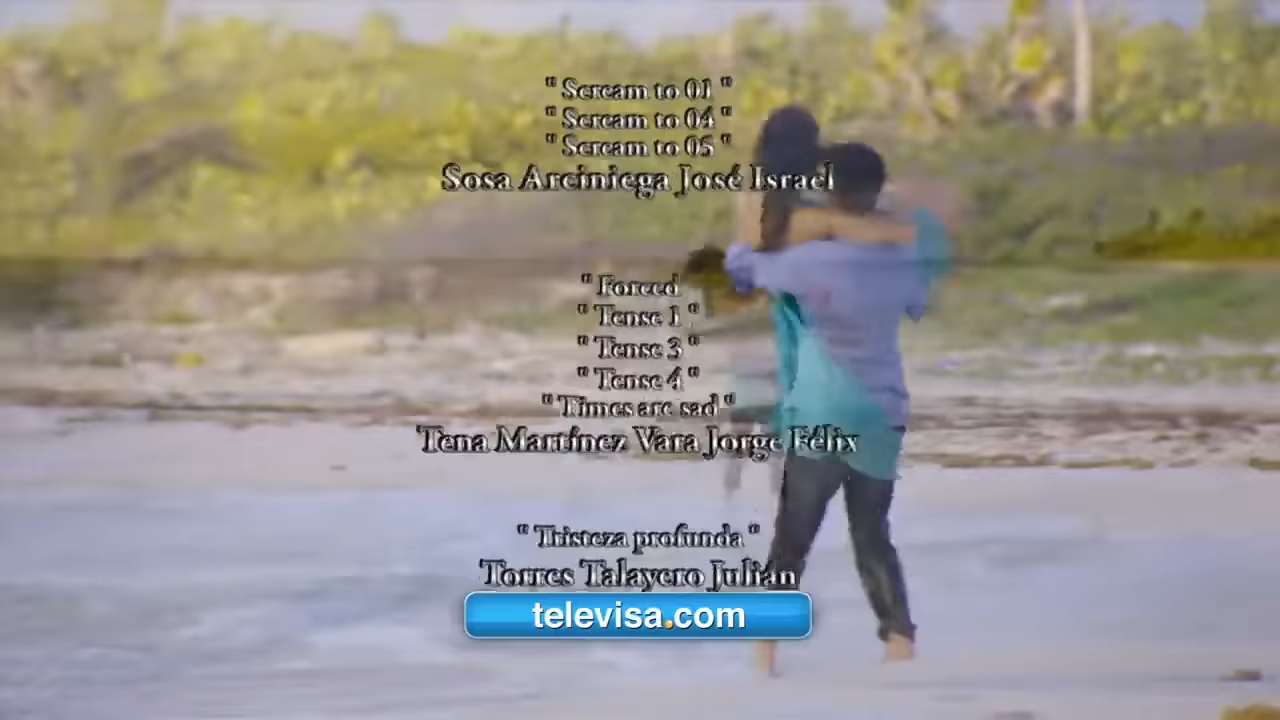 " Scream to 01 "
" Scream to 04 "
" Scream to 05 "
Sosa Arciniega José Israel
" Forced
" Tense 1 "
" Tense 3 "
" Tense 4 "
" Times are sad "
Tena Martínez Vara Jorge Félix
" Tristeza profunda "
Torres Talayero Julián
televisa.com